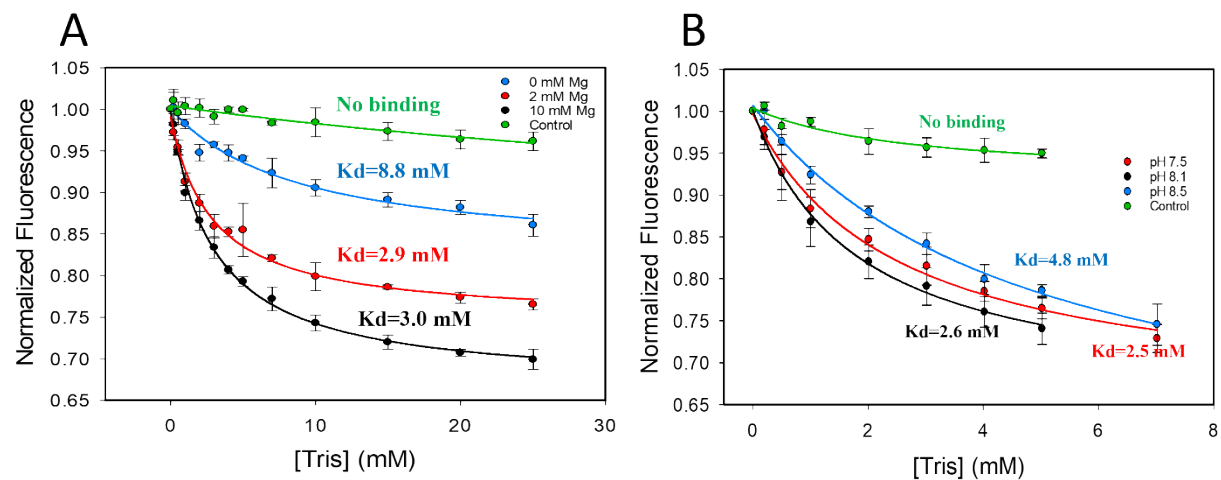 A
1.05
1.00
0.95
0.90
0.85
0.80
0.75
0.70
0.65
Normalized Fluorescence
0 mM Mg
2 mM Mg
10 mM Mg
Control
No binding
Kd=8.8 mM
Kd=2.9 mM
Kd=3.0 mM
0
10
20
30
[Tris] (mM)
B
1.05
1.00
0.95
0.90
0.85
0.80
0.75
0.70
0.65
Normalized Fluorescence
No binding
pH 7.5
pH 8.1
pH 8.5
Control
Kd=4.8 mM
Kd=2.6 mM
Kd=2.5 mM
0
2
4
6
8
[Tris] (mM)